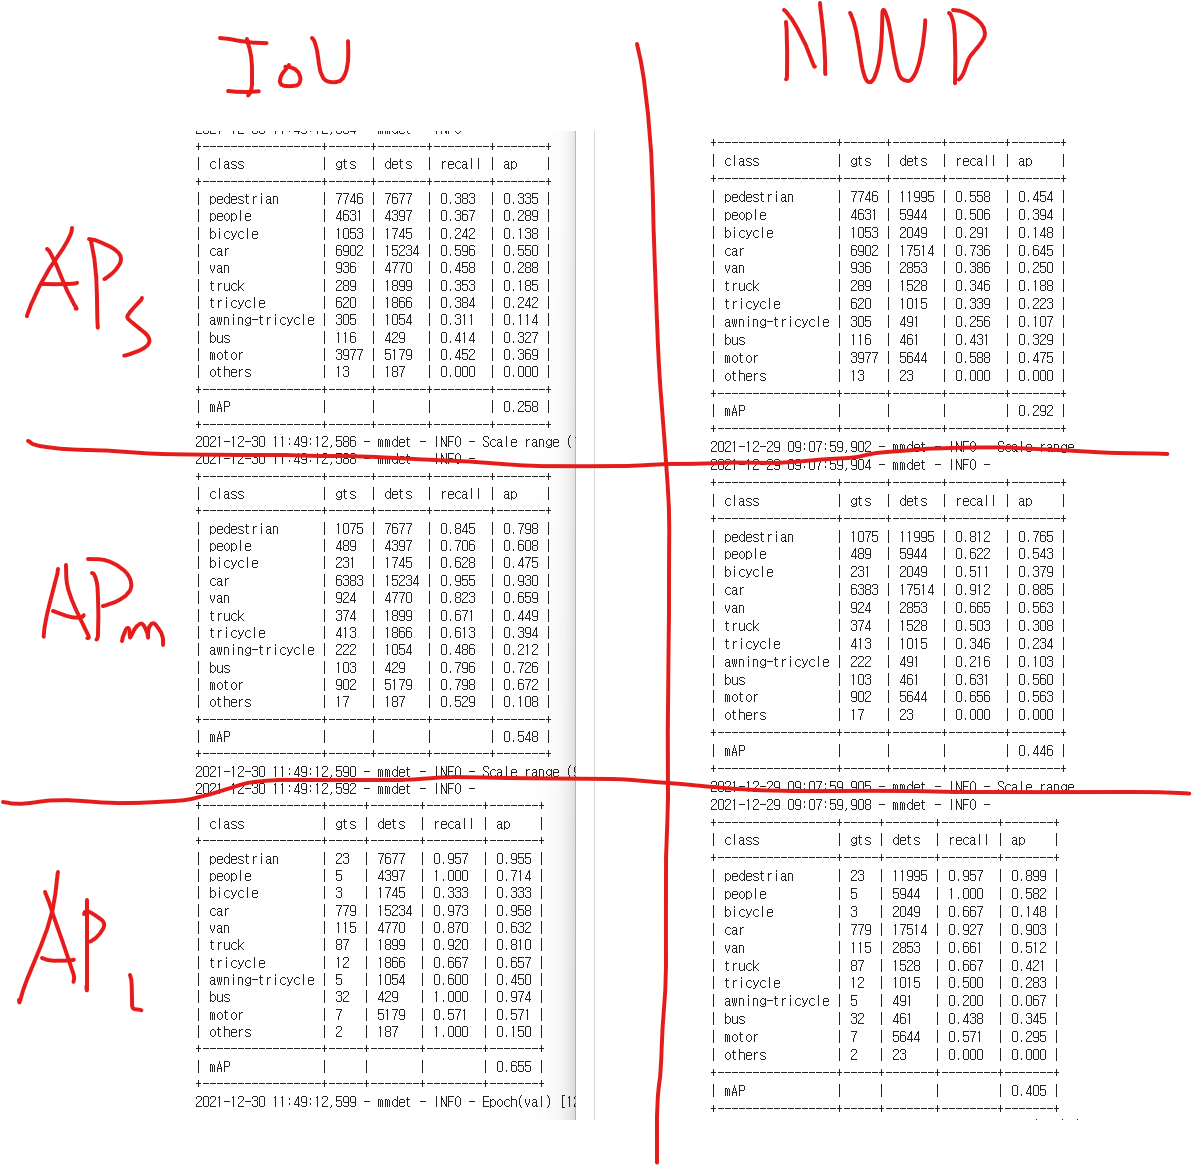 IoU
NWD
APs
2021-12-30 11:49:12,584 - mmdet - INFO -
+------------------+------+-------+--------+-------+
| class | gts | dets | recall | ap |
+------------------+------+-------+--------+-------+
| pedestrian | 7746 | 7677 | 0.383 | 0.335 |
| people | 4631 | 4397 | 0.367 | 0.289 |
| bicycle | 1053 | 1745 | 0.242 | 0.138 |
| car | 6902 | 15234 | 0.596 | 0.550 |
| van | 936 | 4770 | 0.458 | 0.288 |
| truck | 289 | 1899 | 0.353 | 0.185 |
| tricycle | 620 | 1866 | 0.384 | 0.242 |
| awning-tricycle | 305 | 1054 | 0.311 | 0.114 |
| bus | 116 | 429 | 0.414 | 0.327 |
| motor | 3977 | 5179 | 0.452 | 0.369 |
| others | 13 | 187 | 0.000 | 0.000 |
+------------------+------+-------+--------+-------+
| mAP | | | | 0.258 |
+------------------+------+-------+--------+-------+
2021-12-30 11:49:12,586 - mmdet - INFO - Scale range (
+------------------+------+-------+--------+-------+
| class | gts | dets | recall | ap |
+------------------+------+-------+--------+-------+
| pedestrian | 7746 | 11995 | 0.558 | 0.454 |
| people | 4631 | 5944 | 0.506 | 0.394 |
| bicycle | 1053 | 2049 | 0.291 | 0.148 |
| car | 6902 | 17514 | 0.736 | 0.645 |
| van | 936 | 2853 | 0.386 | 0.250 |
| truck | 289 | 1528 | 0.346 | 0.188 |
| tricycle | 620 | 1015 | 0.339 | 0.223 |
| awning-tricycle | 305 | 491 | 0.256 | 0.107 |
| bus | 116 | 461 | 0.431 | 0.329 |
| motor | 3977 | 5644 | 0.588 | 0.475 |
| others | 13 | 23 | 0.000 | 0.000 |
+------------------+------+-------+--------+-------+
| mAP | | | | 0.292 |
+------------------+------+-------+--------+-------+
2021-12-29 09:07:59,902 - mmdet - INFO - Scale range
APm
2021-12-30 11:49:12,588 - mmdet - INFO -
+------------------+------+-------+--------+-------+
| class | gts | dets | recall | ap |
+------------------+------+-------+--------+-------+
| pedestrian | 1075 | 7677 | 0.845 | 0.798 |
| people | 489 | 4397 | 0.706 | 0.608 |
| bicycle | 231 | 1745 | 0.628 | 0.475 |
| car | 6383 | 15234 | 0.955 | 0.930 |
| van | 924 | 4770 | 0.823 | 0.659 |
| truck | 374 | 1899 | 0.671 | 0.449 |
| tricycle | 413 | 1866 | 0.613 | 0.394 |
| awning-tricycle | 222 | 1054 | 0.486 | 0.212 |
| bus | 103 | 429 | 0.796 | 0.726 |
| motor | 902 | 5179 | 0.798 | 0.672 |
| others | 17 | 187 | 0.529 | 0.108 |
+------------------+------+-------+--------+-------+
| mAP | | | | 0.548 |
+------------------+------+-------+--------+-------+
2021-12-30 11:49:12,590 - mmdet - INFO - Scale range (
2021-12-29 09:07:59,904 - mmdet - INFO -
+------------------+------+-------+--------+-------+
| class | gts | dets | recall | ap |
+------------------+------+-------+--------+-------+
| pedestrian | 1075 | 11995 | 0.812 | 0.765 |
| people | 489 | 5944 | 0.622 | 0.543 |
| bicycle | 231 | 2049 | 0.511 | 0.379 |
| car | 6383 | 17514 | 0.912 | 0.885 |
| van | 924 | 2853 | 0.665 | 0.563 |
| truck | 374 | 1528 | 0.503 | 0.308 |
| tricycle | 413 | 1015 | 0.346 | 0.234 |
| awning-tricycle | 222 | 491 | 0.216 | 0.103 |
| bus | 103 | 461 | 0.631 | 0.560 |
| motor | 902 | 5644 | 0.656 | 0.563 |
| others | 17 | 23 | 0.000 | 0.000 |
+------------------+------+-------+--------+-------+
| mAP | | | | 0.446 |
+------------------+------+-------+--------+-------+
2021-12-29 09:07:59,905 - mmdet - INFO - Scale range
APL
2021-12-30 11:49:12,592 - mmdet - INFO -
+------------------+-----+-------+--------+-------+
| class | gts | dets | recall | ap |
+------------------+-----+-------+--------+-------+
| pedestrian | 23 | 7677 | 0.957 | 0.955 |
| people | 5 | 4397 | 1.000 | 0.714 |
| bicycle | 3 | 1745 | 0.333 | 0.333 |
| car | 779 | 15234 | 0.973 | 0.958 |
| van | 115 | 4770 | 0.870 | 0.632 |
| truck | 87 | 1899 | 0.920 | 0.810 |
| tricycle | 12 | 1866 | 0.667 | 0.657 |
| awning-tricycle | 5 | 1054 | 0.600 | 0.450 |
| bus | 32 | 429 | 1.000 | 0.974 |
| motor | 7 | 5179 | 0.571 | 0.571 |
| others | 2 | 187 | 1.000 | 0.150 |
+------------------+-----+-------+--------+-------+
| mAP | | | | 0.655 |
+------------------+-----+-------+--------+-------+
2021-12-30 11:49:12,599 - mmdet - INFO - Epoch(val) [12
2021-12-29 09:07:59,908 - mmdet - INFO -
+------------------+-----+-------+--------+-------+
| class | gts | dets | recall | ap |
+------------------+-----+-------+--------+-------+
| pedestrian | 23 | 11995 | 0.957 | 0.899 |
| people | 5 | 5944 | 1.000 | 0.582 |
| bicycle | 3 | 2049 | 0.667 | 0.148 |
| car | 779 | 17514 | 0.927 | 0.903 |
| van | 115 | 2853 | 0.661 | 0.512 |
| truck | 87 | 1528 | 0.667 | 0.421 |
| tricycle | 12 | 1015 | 0.500 | 0.283 |
| awning-tricycle | 5 | 491 | 0.200 | 0.067 |
| bus | 32 | 461 | 0.438 | 0.345 |
| motor | 7 | 5644 | 0.571 | 0.295 |
| others | 2 | 23 | 0.000 | 0.000 |
+------------------+-----+-------+--------+-------+
| mAP | | | | 0.405 |
+------------------+-----+-------+--------+-------+